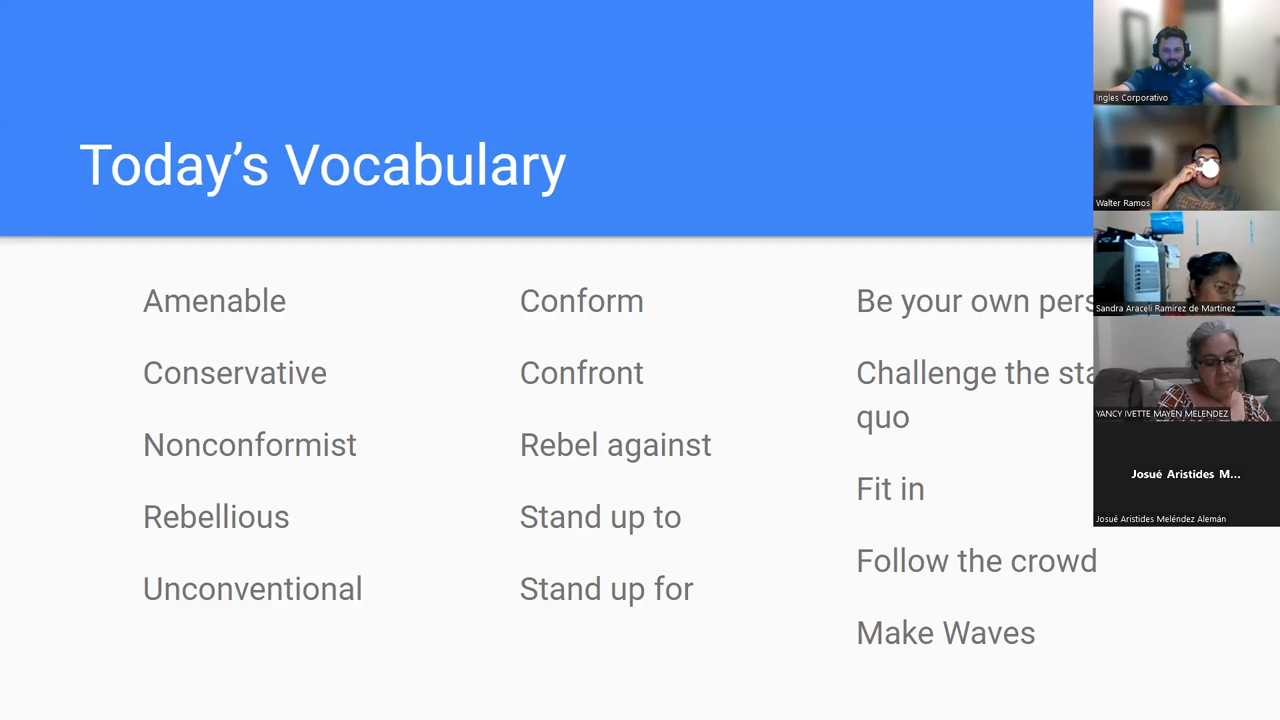 Today's Vocabulary
Amenable
Conservative
Nonconformist
Rebellious
Unconventional
Conform
Confront
Rebel against
Stand up to
Stand up for
Be your own
Challenge the
quo
Fit in
Follow the crowd
Make Waves
Ingles Corporativo
Walter Ramos
Sandra Araceli Ramirez de Martinez
YANCY IVETTE MAYEN MELENDEZ
Josué Aristides M...
Josué Aristides Meléndez Alemán